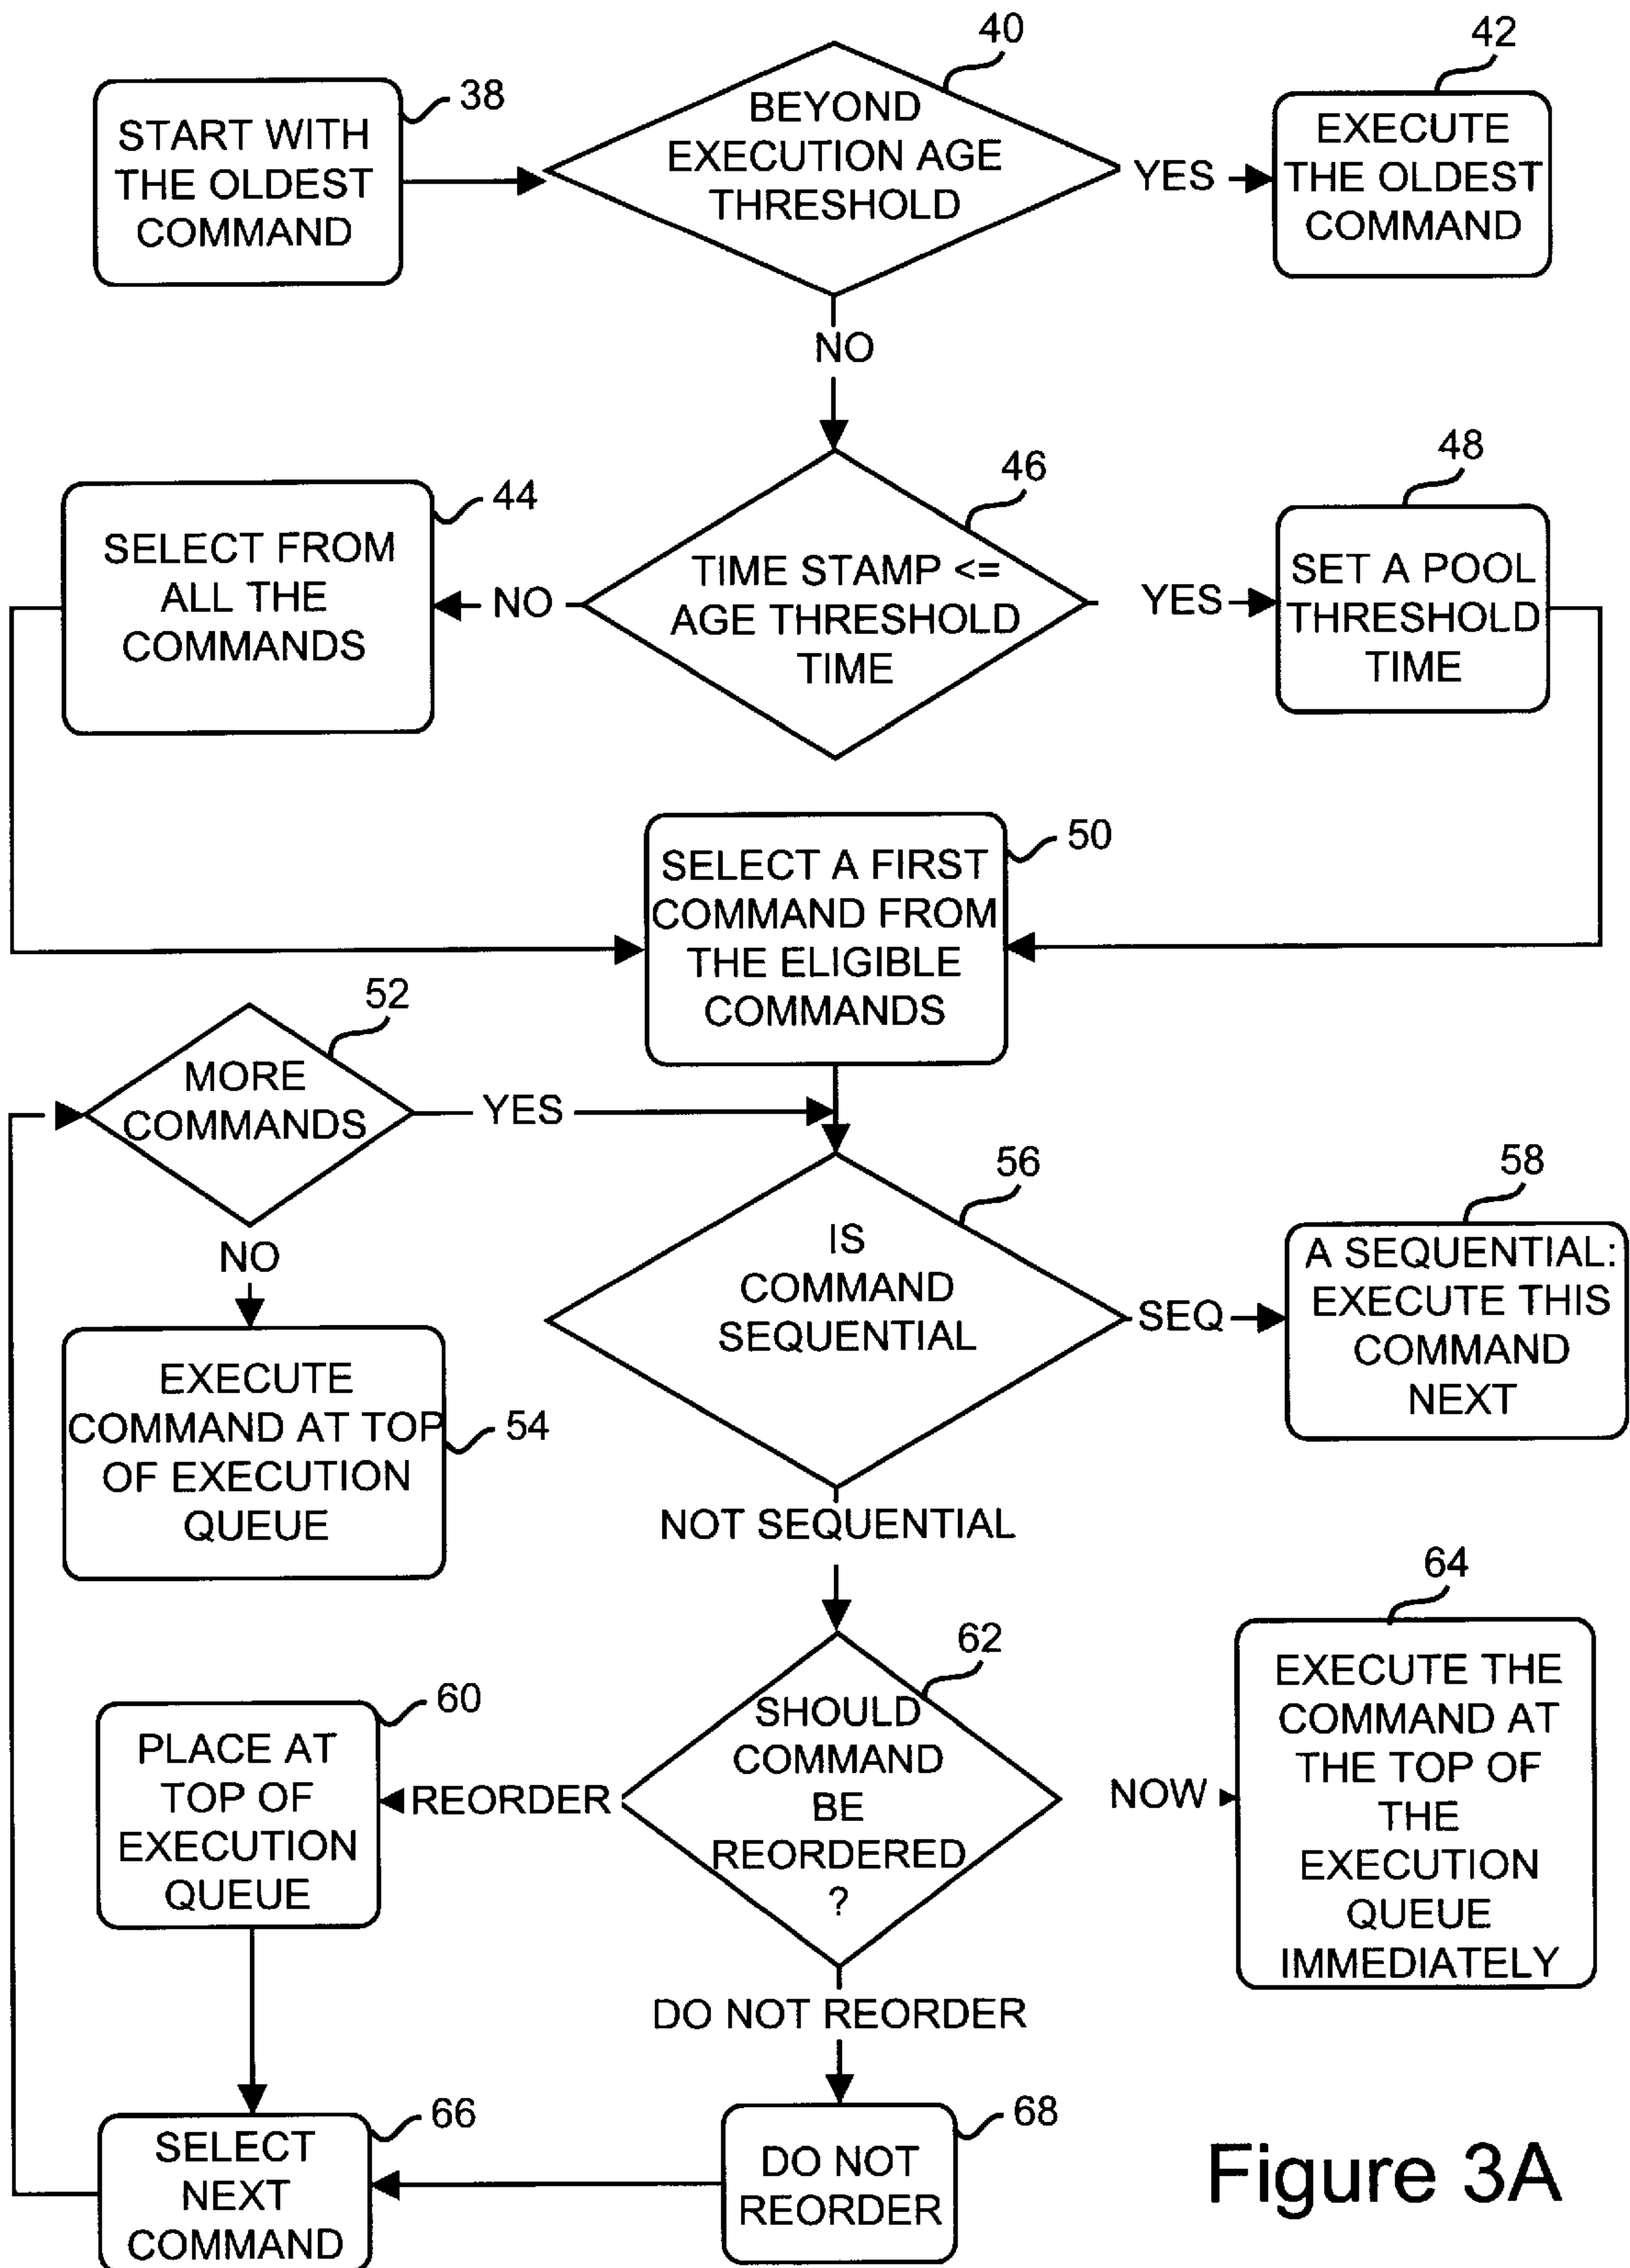 40
42
38
START WITH
THE OLDEST
COMMAND
BEYOND
EXECUTION AGE
THRESHOLD
YES
EXECUTE
THE OLDEST
COMMAND
NO
44
46
48
SELECT FROM
ALL THE
COMMANDS
NO
TIME STAMP <=
AGE THRESHOLD
TIME
YES
SET A POOL
THRESHOLD
TIME
50
SELECT A FIRST
COMMAND FROM
THE ELIGIBLE
COMMANDS
52
MORE
COMMANDS
YES
NO
56
58
IS
COMMAND
SEQUENTIAL
SEQ
A SEQUENTIAL:
EXECUTE THIS
COMMAND
NEXT
EXECUTE
COMMAND AT TOP
OF EXECUTION
QUEUE
54
NOT SEQUENTIAL
60
62
64
PLACE AT
TOP OF
EXECUTION
QUEUE
REORDER
SHOULD
COMMAND
BE
REORDERED
?
NOW
EXECUTE THE
COMMAND AT
THE TOP OF
THE
EXECUTION
QUEUE
IMMEDIATELY
DO NOT REORDER
66
SELECT
NEXT
COMMAND
68
DO NOT
REORDER
Figure 3A